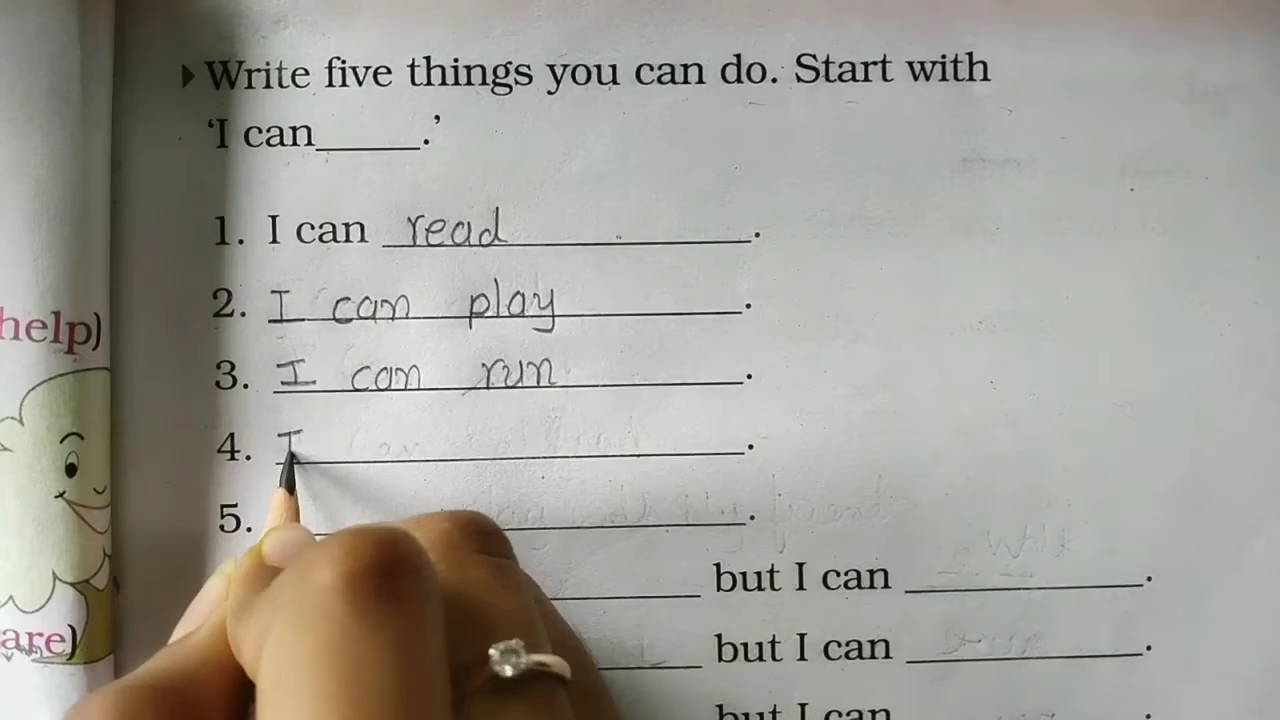 Write five things you can do. Start with
'I can_____.'
1. I can read.
2. I can play.
3. I can run.
help)
4. I.
5. .
but I can .
are)
but I can .
but I can .